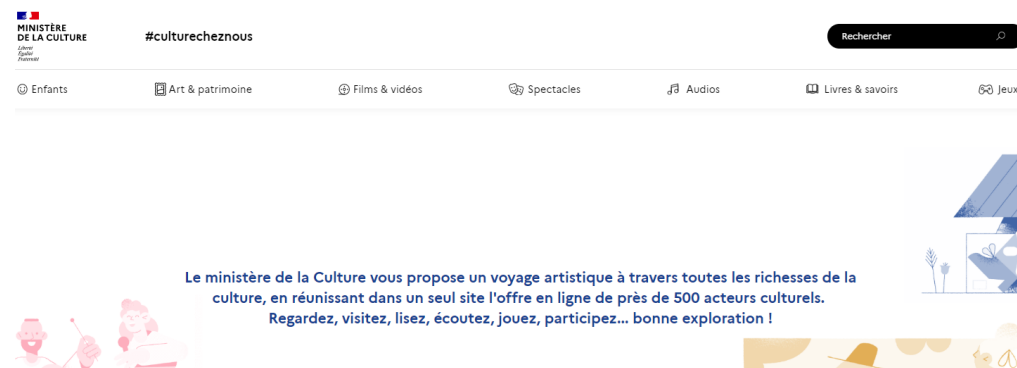 MINISTÈRE
DE LA CULTURE
Liberté
Égalité
Fraternité
#culturecheznous
Rechercher
Enfants
Art & patrimoine
Films & vidéos
Spectacles
Audios
Livres & savoirs
Jeux
Le ministère de la Culture vous propose un voyage artistique à travers toutes les richesses de la
culture, en réunissant dans un seul site l'offre en ligne de près de 500 acteurs culturels.
Regardez, visitez, lisez, écoutez, jouez, participez... bonne exploration !